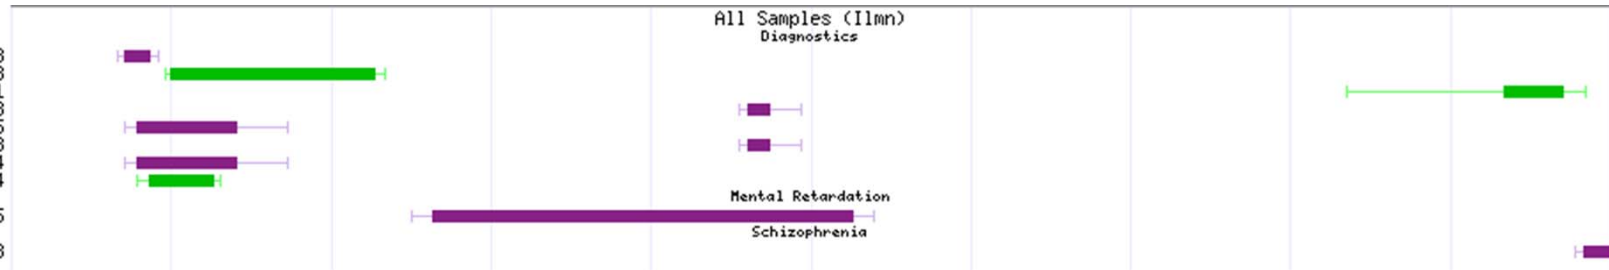 All Samples (Ilmn)
Diagnostics
Mental Retardation
Schizophrenia